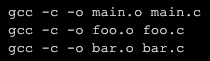 gcc -c -o main.o main.c
gcc -c -o foo.o foo.c
gcc -c -o bar.o bar.c